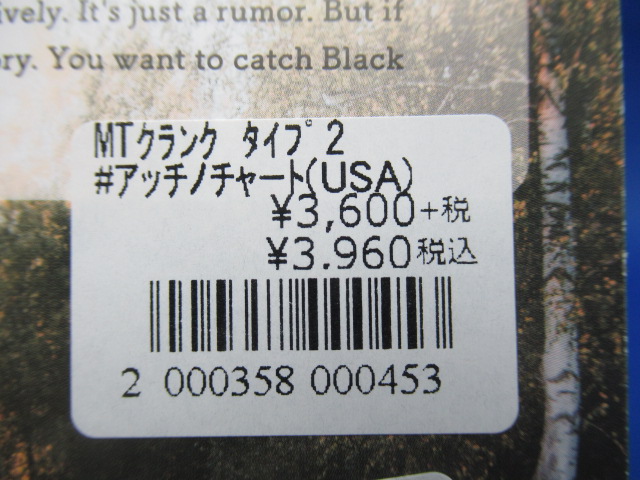 ively. It's just a rumor. But if
ry. You want to catch Black
MTクランク タイプ2
#アッチノチャート(USA)
¥3,600+税
¥3.960税込
2 000358 000453